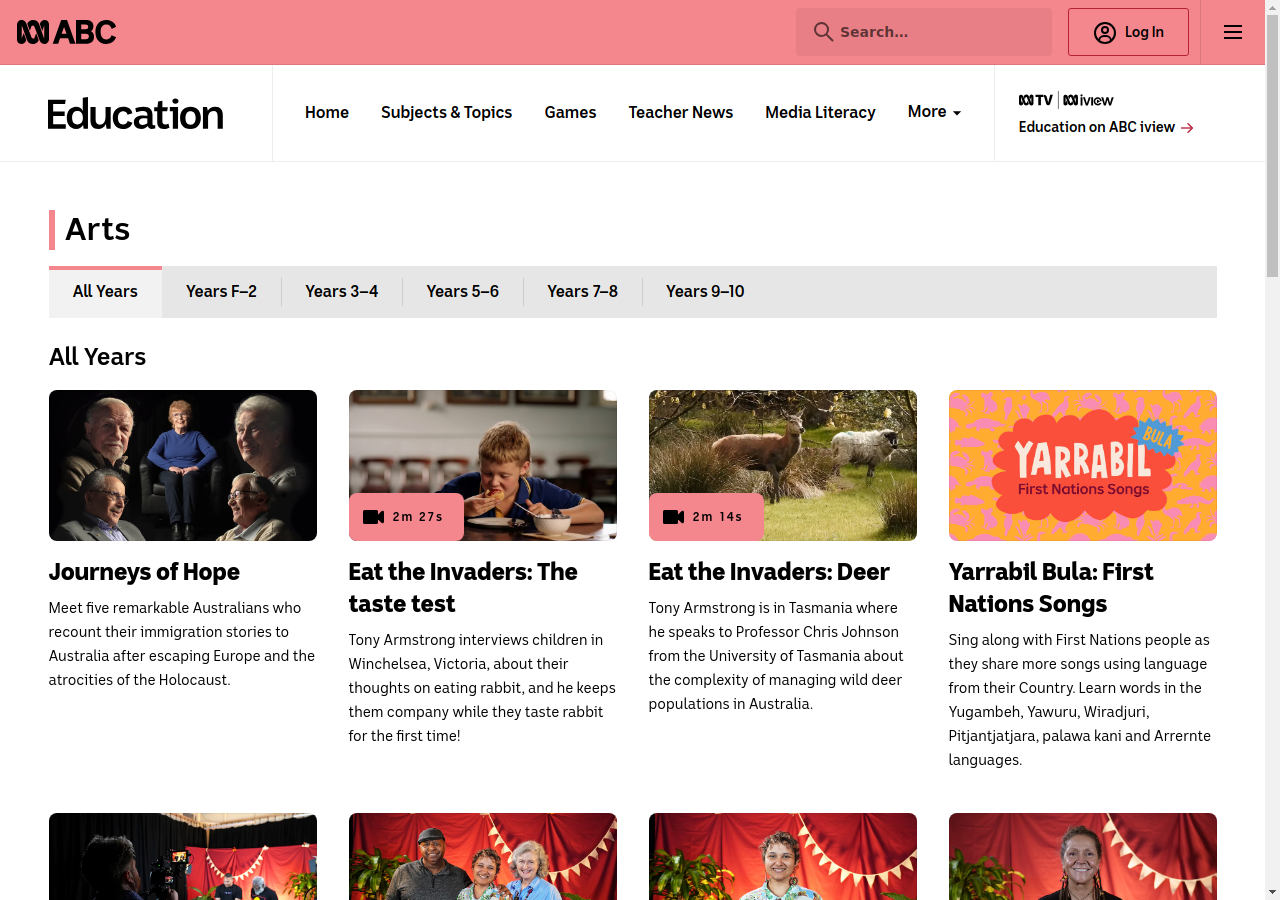 ABC
Search...
Log In
Education
Home
Subjects & Topics
Games
Teacher News
Media Literacy
More
TV
iview
Education on ABC iview
Arts
All Years
Years F–2
Years 3–4
Years 5–6
Years 7–8
Years 9–10
All Years
2m 27s
2m 14s
YARRABIL
BULA
First Nations Songs
Journeys of Hope
Meet five remarkable Australians who
recount their immigration stories to
Australia after escaping Europe and the
atrocities of the Holocaust.
Eat the Invaders: The
taste test
Tony Armstrong interviews children in
Winchelsea, Victoria, about their
thoughts on eating rabbit, and he keeps
them company while they taste rabbit
for the first time!
Eat the Invaders: Deer
Tony Armstrong is in Tasmania where
he speaks to Professor Chris Johnson
from the University of Tasmania about
the complexity of managing wild deer
populations in Australia.
Yarrabil Bula: First
Nations Songs
Sing along with First Nations people as
they share more songs using language
from their Country. Learn words in the
Yugambeh, Yawuru, Wiradjuri,
Pitjantjatjara, palawa kani and Arrernte
languages.